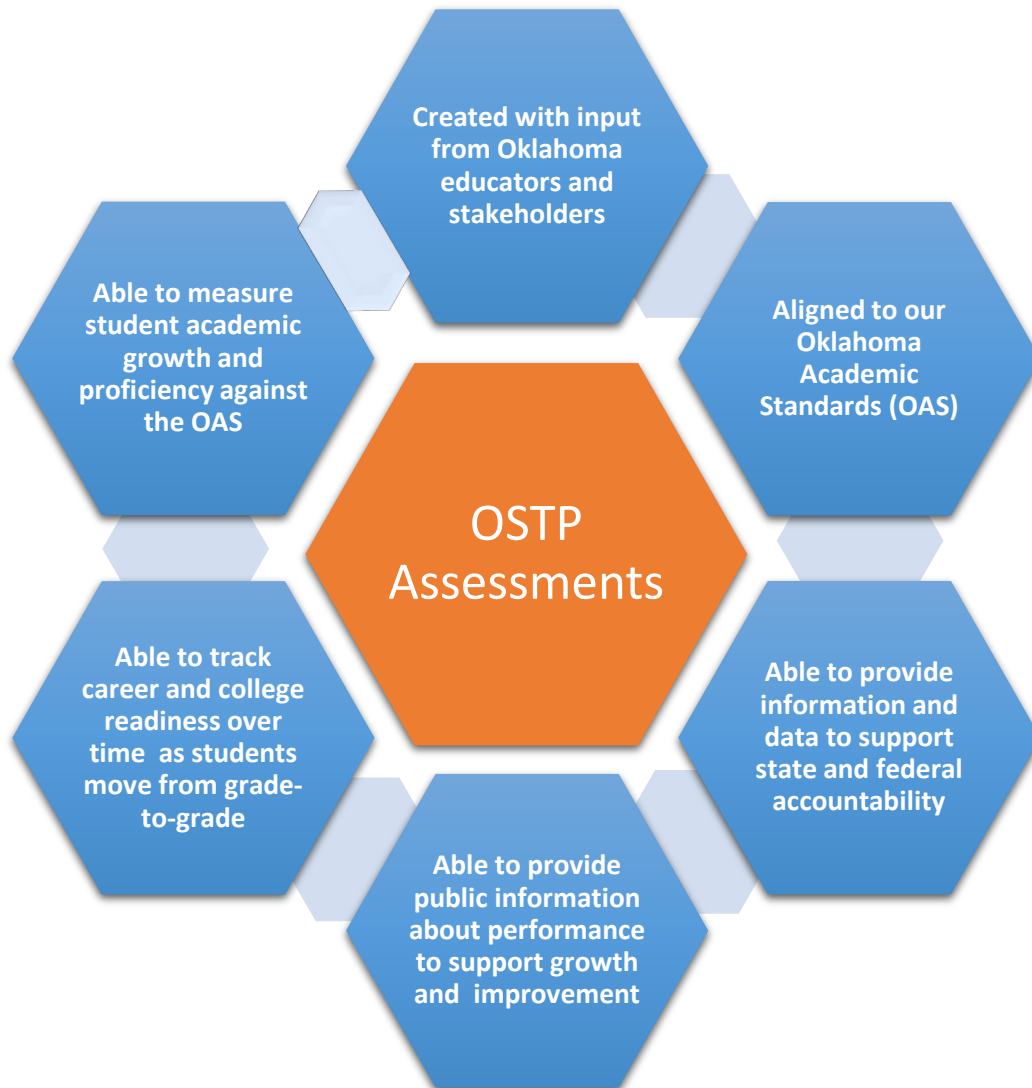 Created with input
from Oklahoma
educators and
stakeholders
Aligned to our
Oklahoma
Academic
Standards (OAS)
Able to provide
information and
data to support
state and federal
accountability
Able to provide
public information
about performance
to support growth
and improvement
Able to track
career and college
readiness over
time as students
move from grade-
to-grade
Able to measure
student academic
growth and
proficiency against
the OAS
OSTP
Assessments